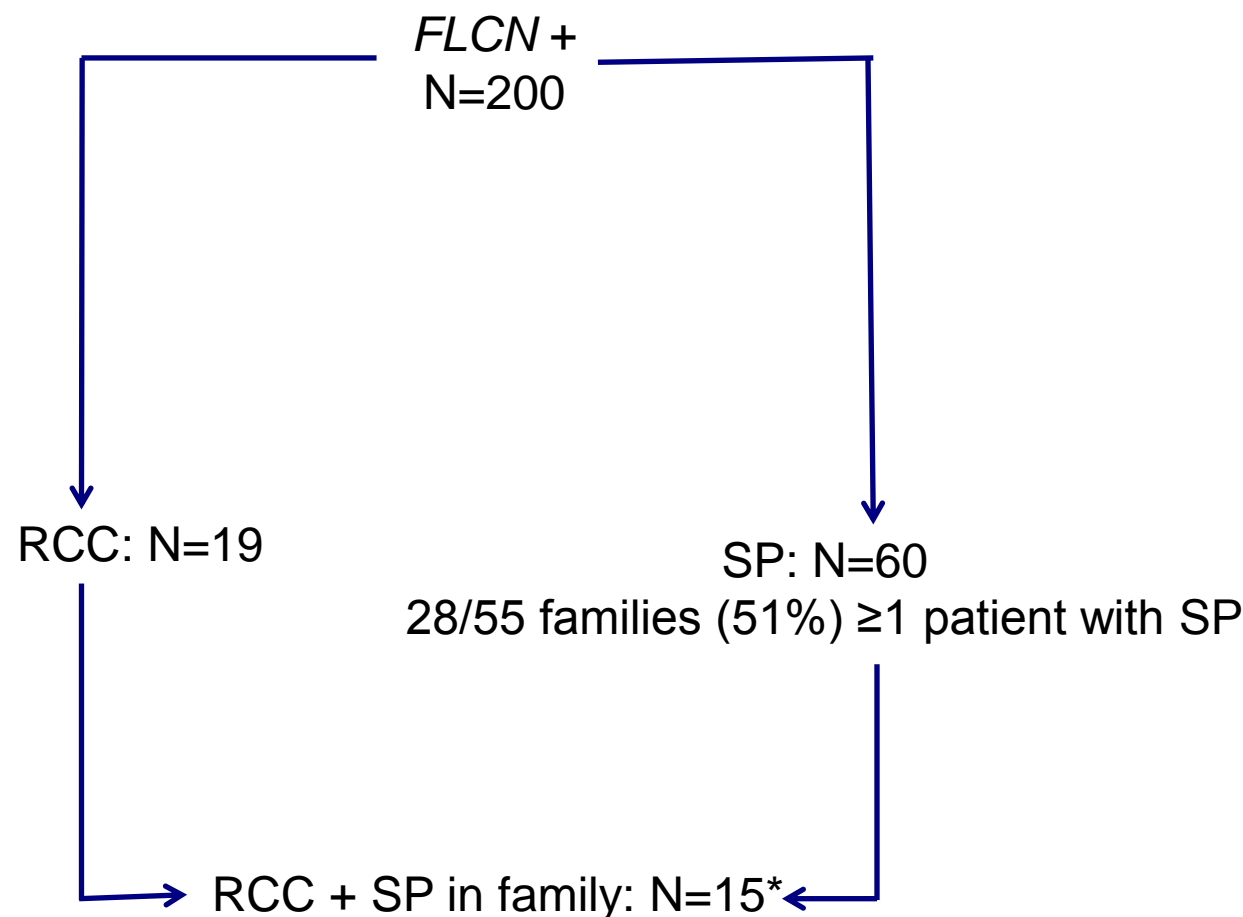 FLCN +
N=200
RCC: N=19
SP: N=60
28/55 families (51%) ≥1 patient with SP
RCC + SP in family: N=15*